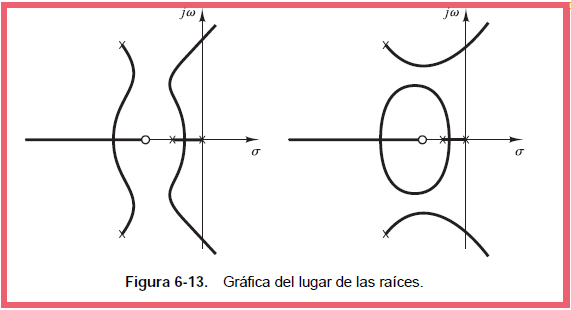 jω
jω
σ
σ
Figura 6-13. Gráfica del lugar de las raíces.